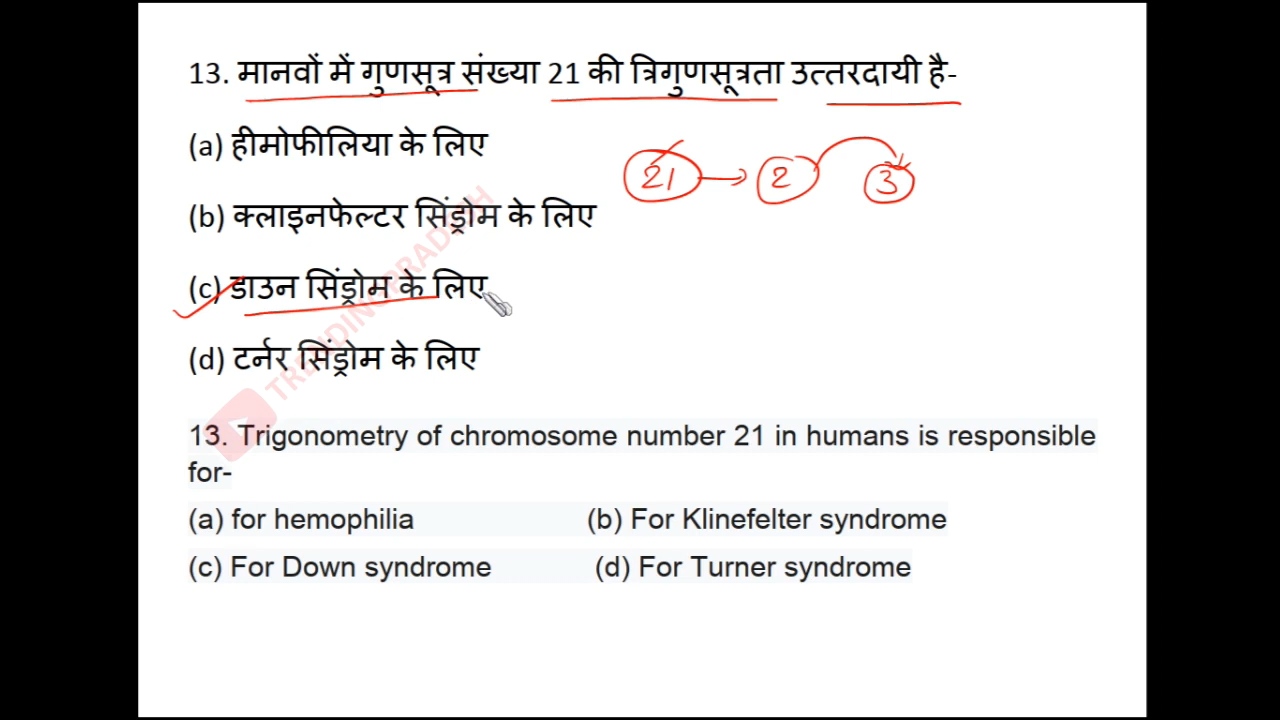 13. मानवों में गुणसूत्र संख्या 21 की त्रिगुणसूत्रता उत्तरदायी है-
(a) हीमोफीलिया के लिए
21 → 2 3
(b) क्लाइनफेल्टर सिंड्रोम के लिए
(c) डाउन सिंड्रोम के लिए
(d) टर्नर सिंड्रोम के लिए
TRENDING PRADESH
13. Trigonometry of chromosome number 21 in humans is responsible
for-
(a) for hemophilia (b) For Klinefelter syndrome
(c) For Down syndrome (d) For Turner syndrome